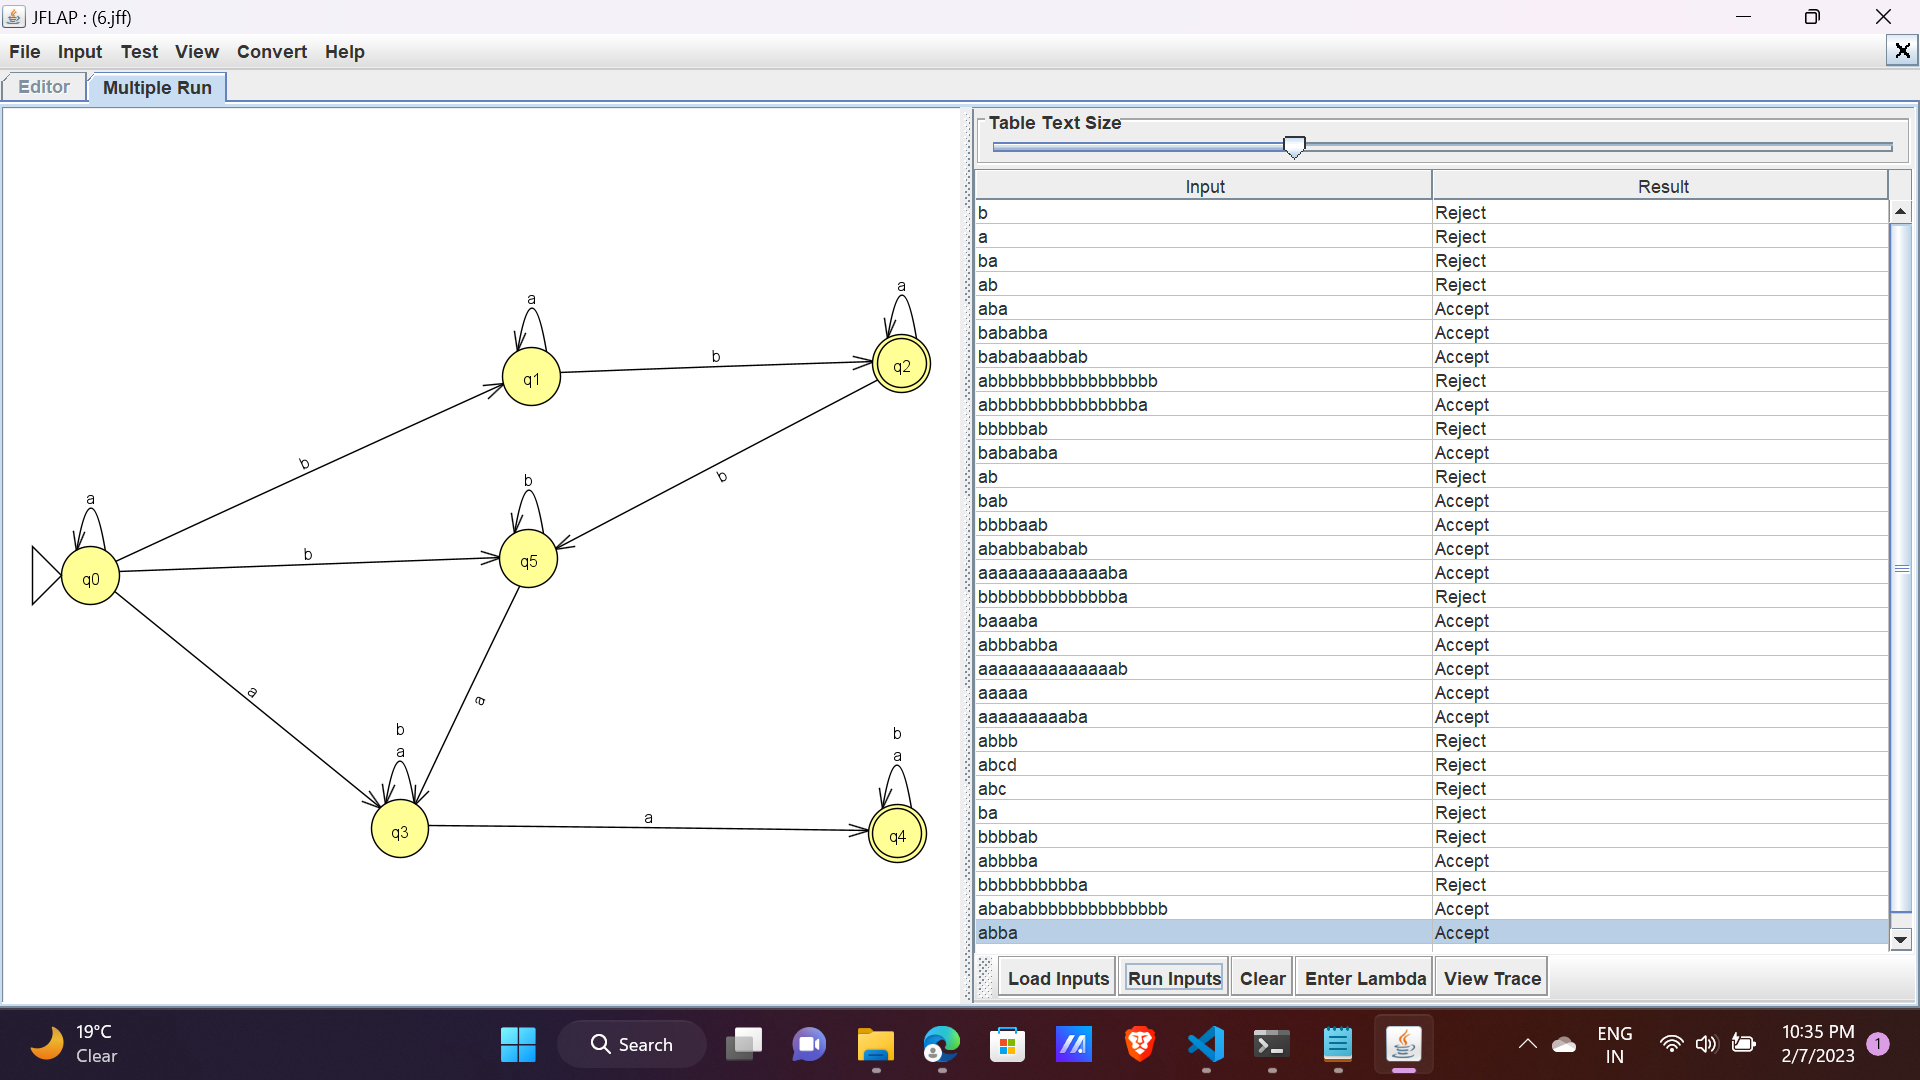 JFLAP : (6.jff)
File Input Test View Convert Help
Editor Multiple Run
Table Text Size
Input Result
b Reject
a Reject
ba Reject
ab Reject
aba Accept
bababba Accept
bababaabbab Accept
abbbbbbbbbbbbbbbbb Reject
abbbbbbbbbbbbbbba Accept
bbbbbab Reject
babababa Accept
ab Reject
bab Accept
bbbbaab Accept
ababbababab Accept
aaaaaaaaaaaaaba Accept
bbbbbbbbbbbbbba Reject
baaaba Accept
abbbabba Accept
aaaaaaaaaaaaaab Accept
aaaaa Accept
aaaaaaaaaba Accept
abbb Reject
abcd Reject
abc Reject
ba Reject
bbbbab Reject
abbbba Accept
bbbbbbbbbba Reject
abababbbbbbbbbbbbbb Accept
abba Accept
Load Inputs Run Inputs Clear Enter Lambda View Trace
a
q1
a
q2
b
b
b
a
q0
b
b
q5
a
a
b
a
q3
a
b
a
q4
19°C
Clear
Search
ENG
IN
10:35 PM
2/7/2023
1